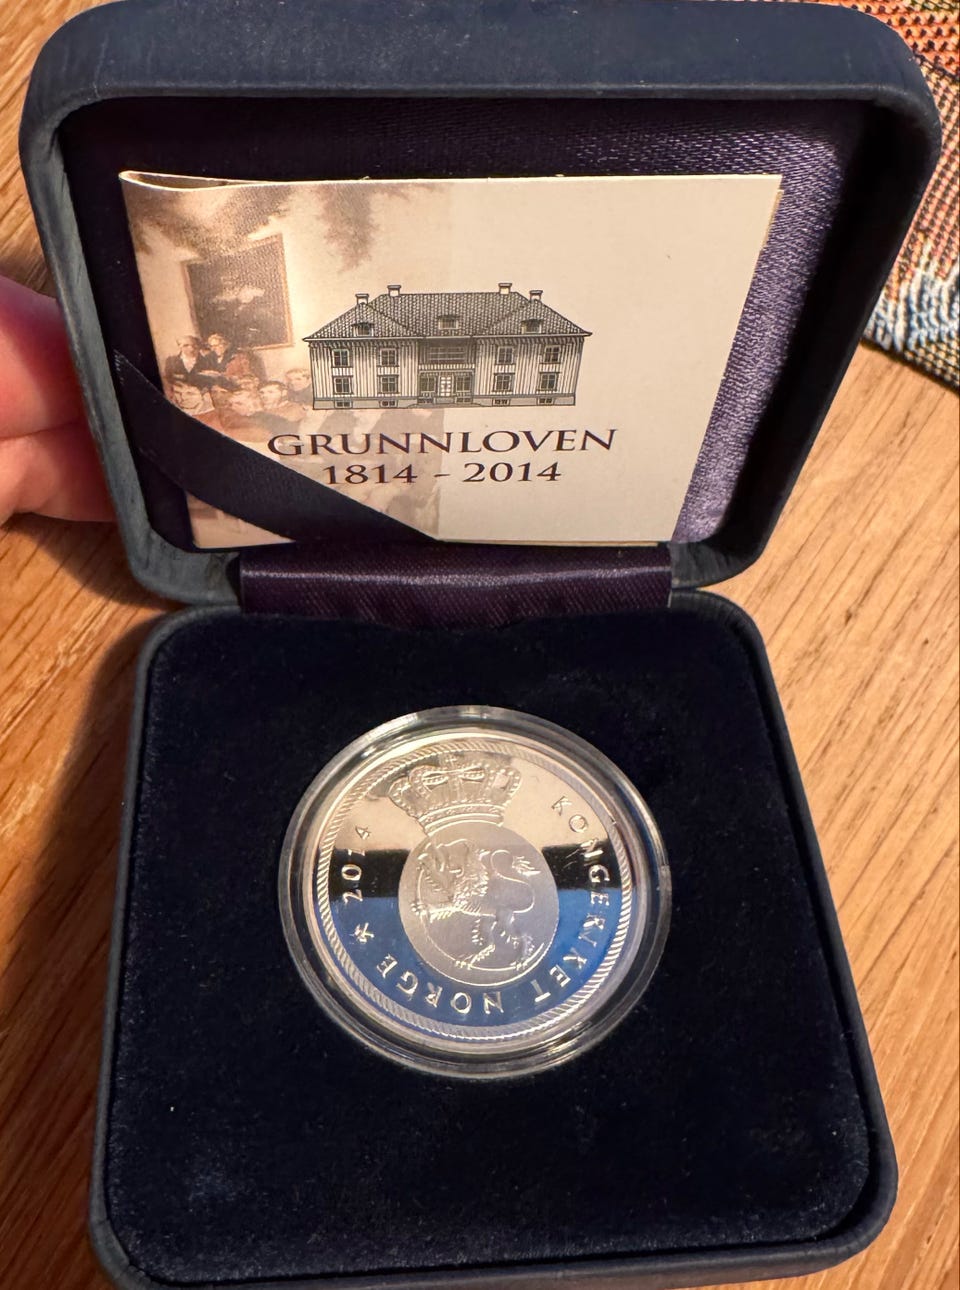 GRUNNLOVEN
1814 - 2014
KONGERIKET NORGE * 2014